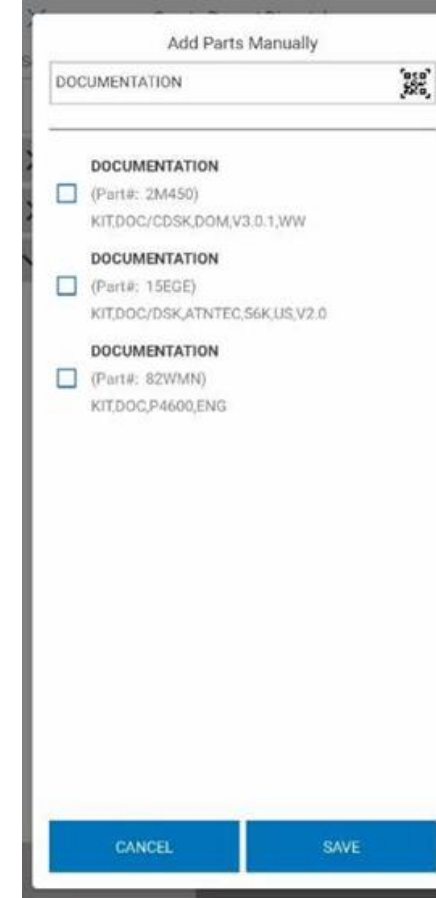 Add Parts Manually
DOCUMENTATION
DOCUMENTATION
(Part#: 2M450)
KIT,DOC/CDSK,DOM,V3.0.1,WW
DOCUMENTATION
(Part#: 15EGE)
KIT,DOC/DSK,ATNTEC,56K,US,V2.0
DOCUMENTATION
(Part#: 82WMN)
KIT,DOC,P4600,ENG
CANCEL
SAVE